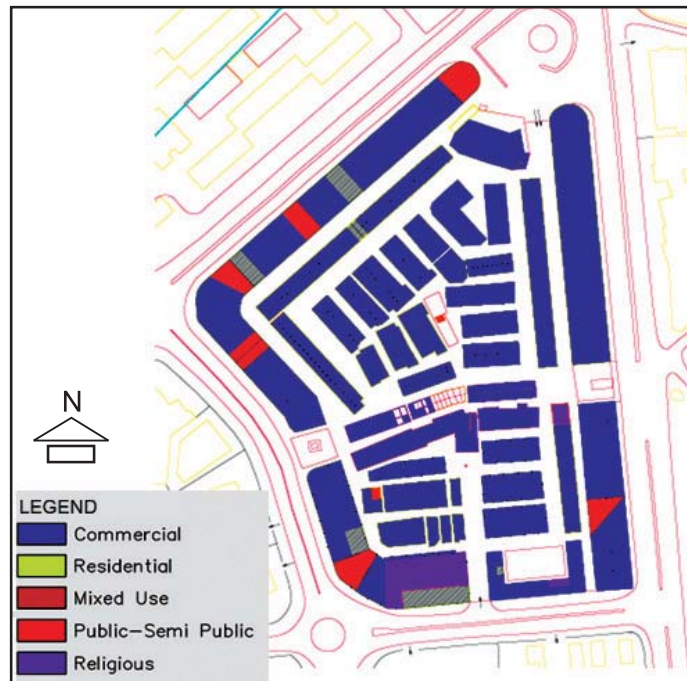 N
LEGEND
Commercial
Residential
Mixed Use
Public-Semi Public
Religious